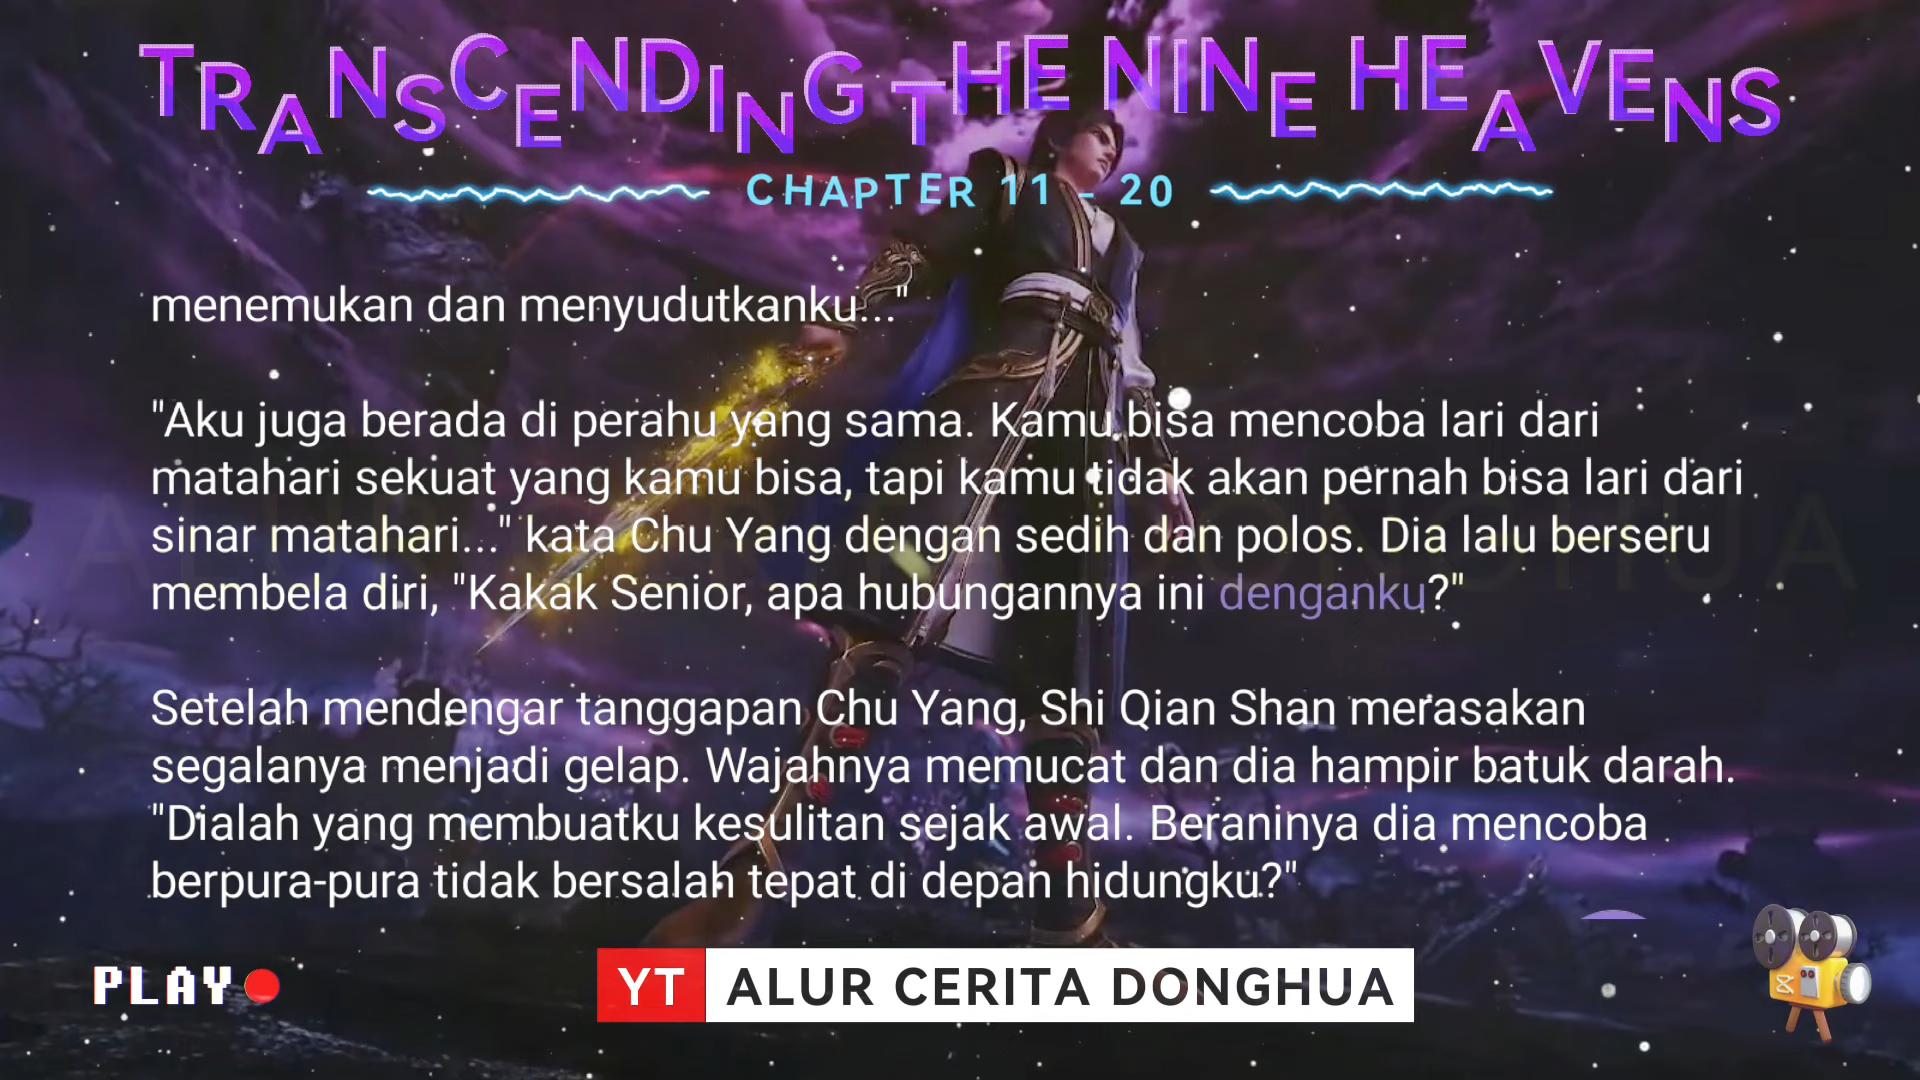 TRANSCENDING THE NINE HEAVENS
CHAPTER 11 - 20
menemukan dan menyudutkanku..."
"Aku juga berada di perahu yang sama. Kamu bisa mencoba lari dari
matahari sekuat yang kamu bisa, tapi kamu tidak akan pernah bisa lari dari
sinar matahari..." kata Chu Yang dengan sedih dan polos. Dia lalu berseru
membela diri, "Kakak Senior, apa hubungannya ini denganku?"
Setelah mendengar tanggapan Chu Yang, Shi Qian Shan merasakan
segalanya menjadi gelap. Wajahnya memucat dan dia hampir batuk darah.
"Dialah yang membuatku kesulitan sejak awal. Beraninya dia mencoba
berpura-pura tidak bersalah tepat di depan hidungku?"
PLAY
YT ALUR CERITA DONGHUA